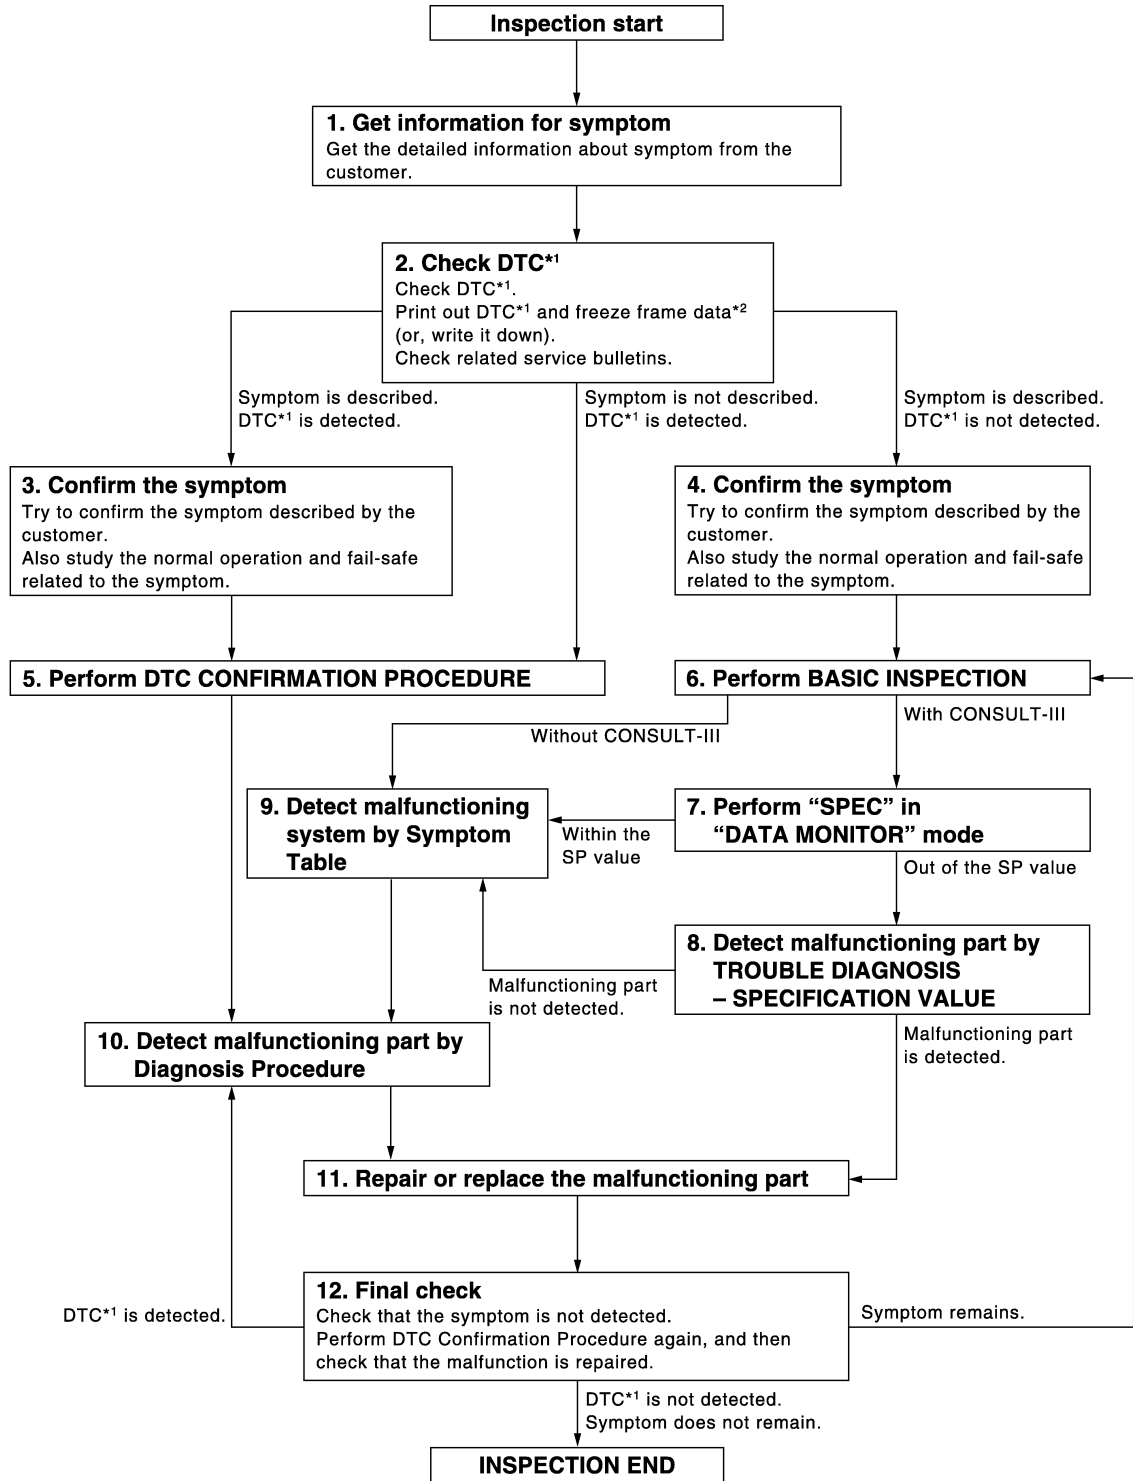 Inspection start
1. Get information for symptom
Get the detailed information about symptom from the
customer.
2. Check DTC*1
Check DTC*1.
Print out DTC*1 and freeze frame data*2
(or, write it down).
Check related service bulletins.
Symptom is described.
DTC*1 is detected.
Symptom is not described.
DTC*1 is detected.
Symptom is described.
DTC*1 is not detected.
3. Confirm the symptom
Try to confirm the symptom described by the
customer.
Also study the normal operation and fail-safe
related to the symptom.
4. Confirm the symptom
Try to confirm the symptom described by the
customer.
Also study the normal operation and fail-safe
related to the symptom.
5. Perform DTC CONFIRMATION PROCEDURE
6. Perform BASIC INSPECTION
Without CONSULT-III
With CONSULT-III
9. Detect malfunctioning
system by Symptom
Table
Within the
SP value
7. Perform “SPEC” in
“DATA MONITOR” mode
Out of the SP value
8. Detect malfunctioning part by
TROUBLE DIAGNOSIS
– SPECIFICATION VALUE
Malfunctioning part
is not detected.
Malfunctioning part
is detected.
10. Detect malfunctioning part by
Diagnosis Procedure
11. Repair or replace the malfunctioning part
12. Final check
Check that the symptom is not detected.
Perform DTC Confirmation Procedure again, and then
check that the malfunction is repaired.
DTC*1 is detected.
Symptom remains.
DTC*1 is not detected.
Symptom does not remain.
INSPECTION END